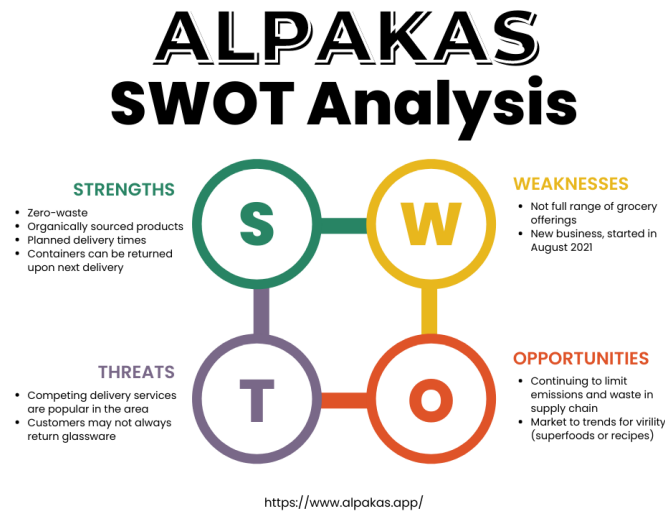 ALPAKAS
SWOT Analysis
STRENGTHS
• Zero-waste
• Organically sourced products
• Planned delivery times
• Containers can be returned
upon next delivery
S
W
WEAKNESSES
• Not full range of grocery
offerings
• New business, started in
August 2021
THREATS
• Competing delivery services
are popular in the area
• Customers may not always
return glassware
T
O
OPPORTUNITIES
• Continuing to limit
emissions and waste in
supply chain
• Market to trends for virility
(superfoods or recipes)
https://www.alpakas.app/